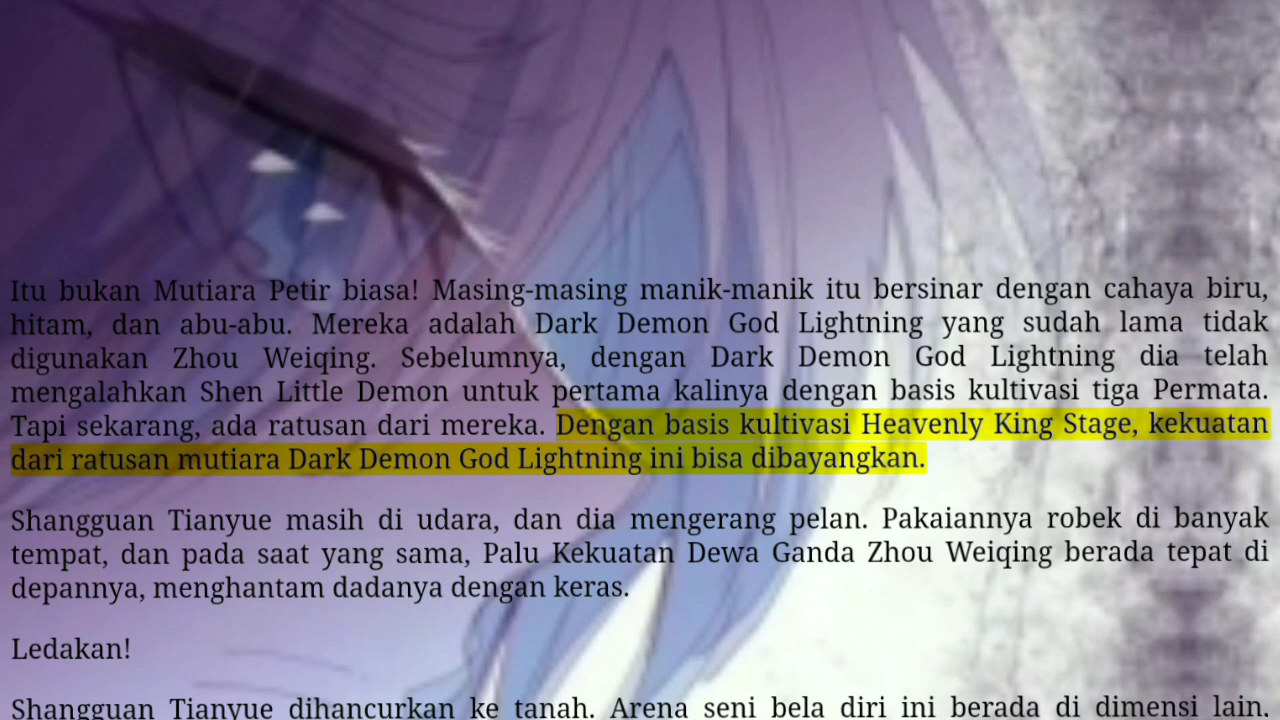 Itu bukan Mutiara Petir biasa! Masing-masing manik-manik itu bersinar dengan cahaya biru,
hitam, dan abu-abu. Mereka adalah Dark Demon God Lightning yang sudah lama tidak
digunakan Zhou Weiqing. Sebelumnya, dengan Dark Demon God Lightning dia telah
mengalahkan Shen Little Demon untuk pertama kalinya dengan basis kultivasi tiga Permata.
Tapi sekarang, ada ratusan dari mereka. Dengan basis kultivasi Heavenly King Stage, kekuatan
dari ratusan mutiara Dark Demon God Lightning ini bisa dibayangkan.
Shangguan Tianyue masih di udara, dan dia mengerang pelan. Pakaiannya robek di banyak
tempat, dan pada saat yang sama, Palu Kekuatan Dewa Ganda Zhou Weiqing berada tepat di
depannya, menghantam dadanya dengan keras.
Ledakan!
Shangguan Tianyue dihancurkan ke tanah. Arena seni bela diri ini berada di dimensi lain.